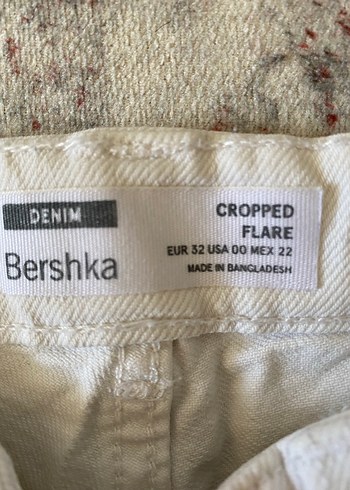 DENIM
Bershka
CROPPED
FLARE
EUR 32 USA 00 MEX 22
MADE IN BANGLADESH